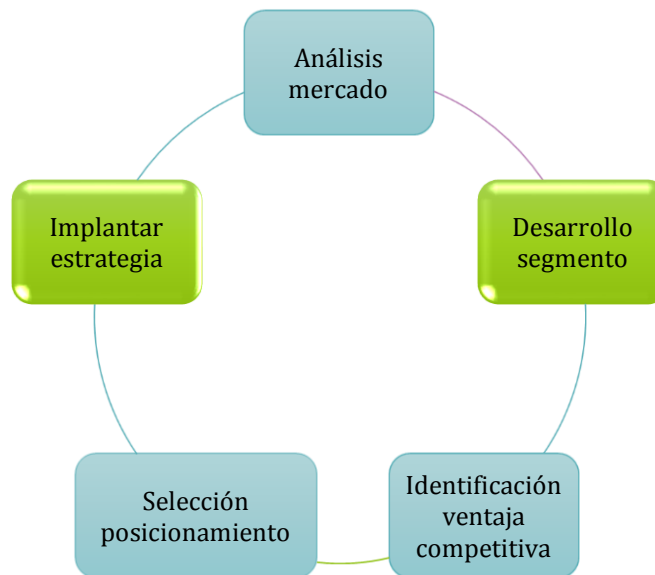 Análisis
mercado
Desarrollo
segmento
Identificación
ventaja
competitiva
Selección
posicionamiento
Implantar
estrategia